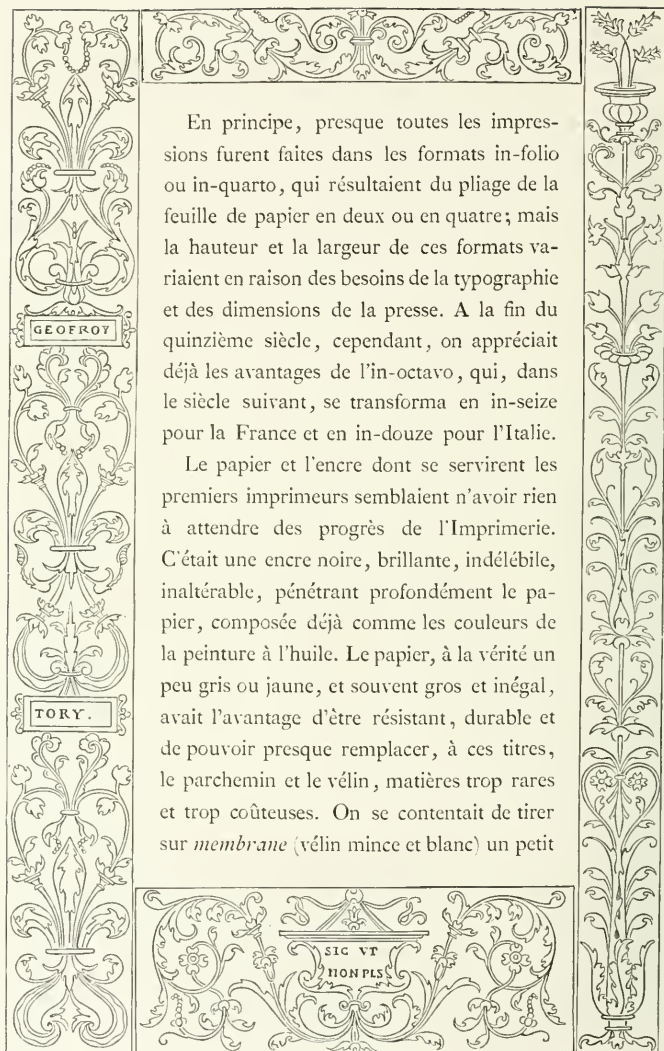 En principe, presque toutes les impres-
sions furent faites dans les formats in-folio
ou in-quarto, qui résultaient du pliage de la
feuille de papier en deux ou en quatre; mais
la hauteur et la largeur de ces formats va-
riaient en raison des besoins de la typographie
et des dimensions de la presse. A la fin du
quinzième siècle, cependant, on appréciait
déjà les avantages de l'in-octavo, qui, dans
le siècle suivant, se transforma en in-seize
pour la France et en in-douze pour l'Italie.
Le papier et l'encre dont se servirent les
premiers imprimeurs semblaient n'avoir rien
à attendre des progrès de l'Imprimerie.
C'était une encre noire, brillante, indélébile,
inaltérable, pénétrant profondément le pa-
pier, composée déjà comme les couleurs de
la peinture à l'huile. Le papier, à la vérité un
peu gris ou jaune, et souvent gros et inégal,
avait l'avantage d'être résistant, durable et
de pouvoir presque remplacer, à ces titres,
le parchemin et le vélin, matières trop rares
et trop coûteuses. On se contentait de tirer
sur membrane (vélin mince et blanc) un petit
GEOFROY
TORY.
SIC VT
NON PLS